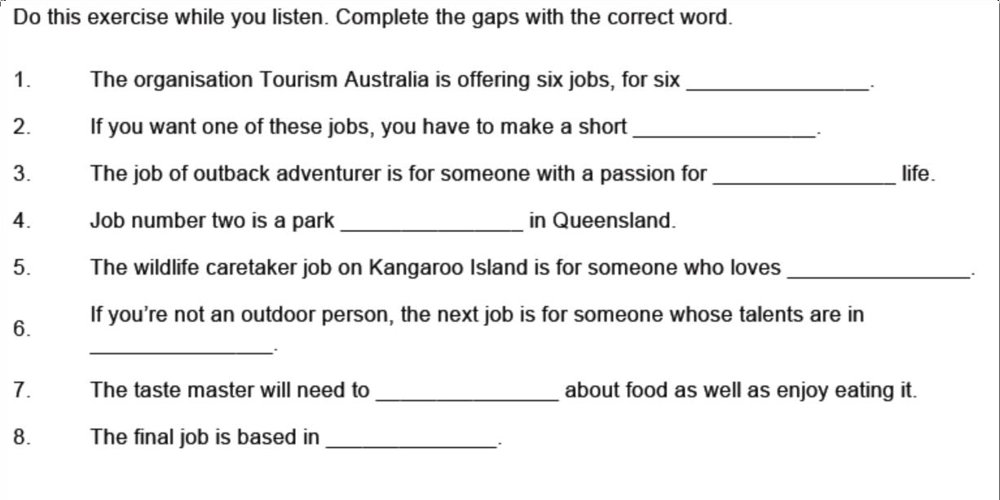 Do this exercise while you listen. Complete the gaps with the correct word.
1. The organisation Tourism Australia is offering six jobs, for six _______________.
2. If you want one of these jobs, you have to make a short _______________.
3. The job of outback adventurer is for someone with a passion for _______________ life.
4. Job number two is a park _______________ in Queensland.
5. The wildlife caretaker job on Kangaroo Island is for someone who loves _______________.
6. If you’re not an outdoor person, the next job is for someone whose talents are in
_______________.
7. The taste master will need to _______________ about food as well as enjoy eating it.
8. The final job is based in ______________.